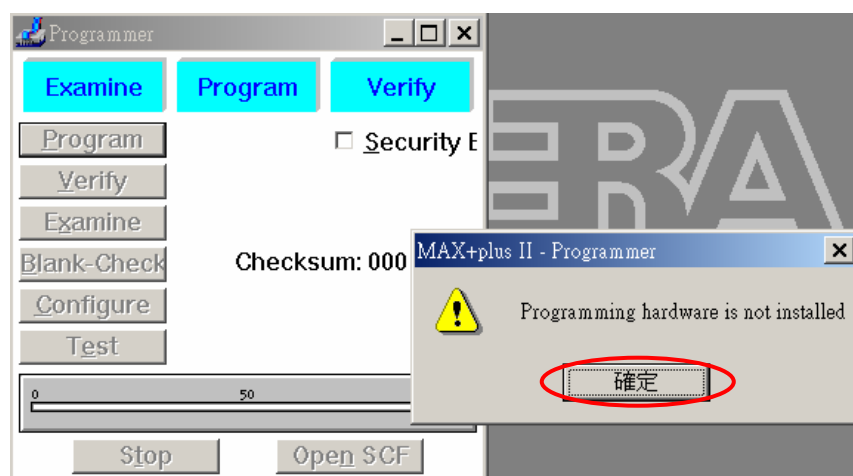 Programmer
Examine Program Verify
Program
Security
Verify
Examine
Blank-Check
Checksum: 000
Configure
Test
0 50
Stop Open SCF
ERA
MAX+plus II - Programmer
Programming hardware is not installed
確定